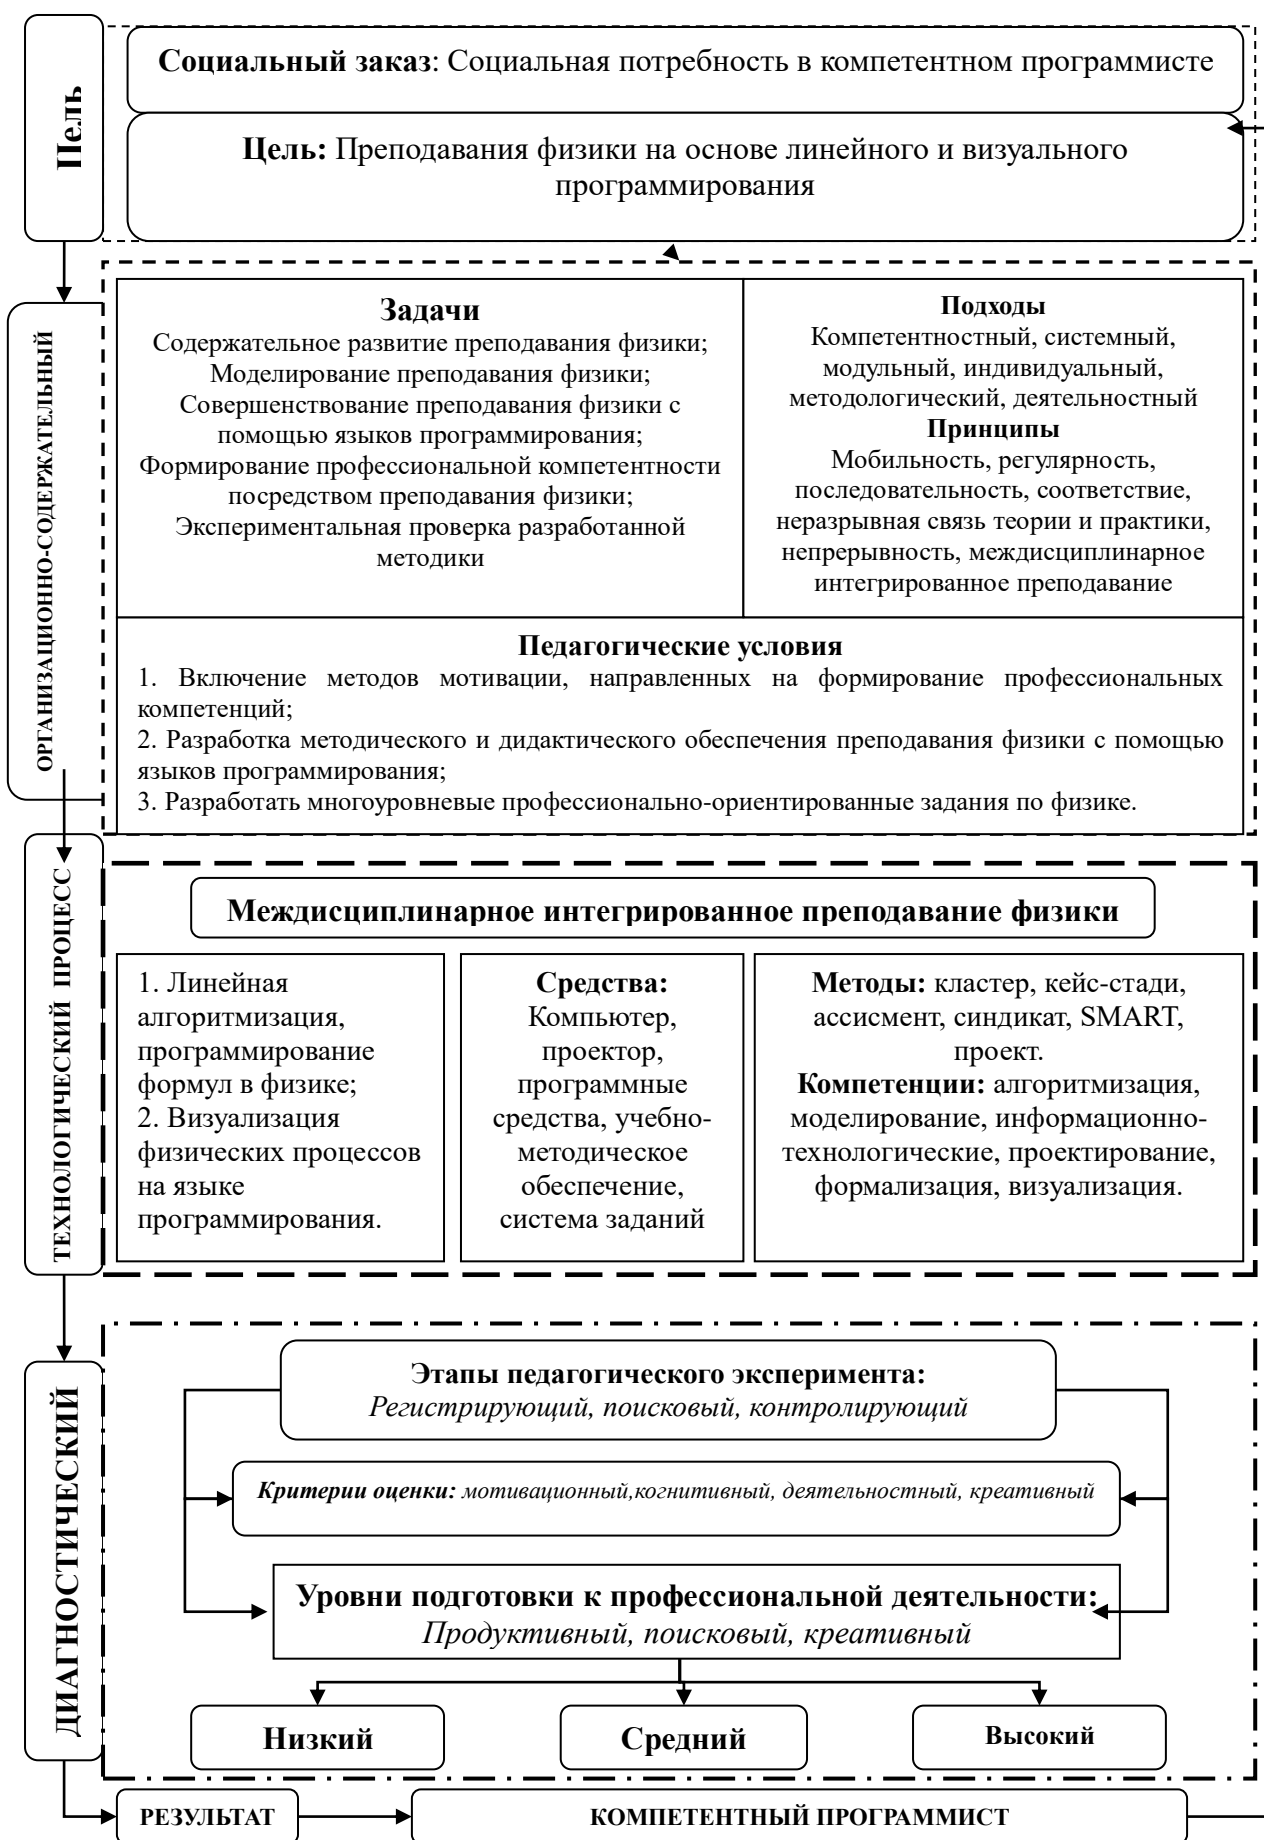 Цель
Социальный заказ: Социальная потребность в компетентном программисте
Цель: Преподавания физики на основе линейного и визуального
программирования
ОРГАНИЗАЦИОННО-СОДЕРЖАТЕЛЬНЫЙ
Задачи
Содержательное развитие преподавания физики;
Моделирование преподавания физики;
Совершенствование преподавания физики с
помощью языков программирования;
Формирование профессиональной компетентности
посредством преподавания физики;
Экспериментальная проверка разработанной
методики
Подходы
Компетентностный, системный,
модульный, индивидуальный,
методологический, деятельностный
Принципы
Мобильность, регулярность,
последовательность, соответствие,
неразрывная связь теории и практики,
непрерывность, междисциплинарное
интегрированное преподавание
Педагогические условия
1. Включение методов мотивации, направленных на формирование профессиональных
компетенций;
2. Разработка методического и дидактического обеспечения преподавания физики с помощью
языков программирования;
3. Разработать многоуровневые профессионально-ориентированные задания по физике.
ТЕХНОЛОГИЧЕСКИЙ ПРОЦЕСС
Междисциплинарное интегрированное преподавание физики
1. Линейная
алгоритмизация,
программирование
формул в физике;
2. Визуализация
физических процессов
на языке
программирования.
Средства:
Компьютер,
проектор,
программные
средства, учебно-
методическое
обеспечение,
система заданий
Методы: кластер, кейс-стади,
ассисмент, синдикат, SMART,
проект.
Компетенции: алгоритмизация,
моделирование, информационно-
технологические, проектирование,
формализация, визуализация.
ДИАГНОСТИЧЕСКИЙ
Этапы педагогического эксперимента:
Регистрирующий, поисковый, контролирующий
Критерии оценки: мотивационный,когнитивный, деятельностный, креативный
Уровни подготовки к профессиональной деятельности:
Продуктивный, поисковый, креативный
Низкий
Средний
Высокий
РЕЗУЛЬТАТ
КОМПЕТЕНТНЫЙ ПРОГРАММИСТ